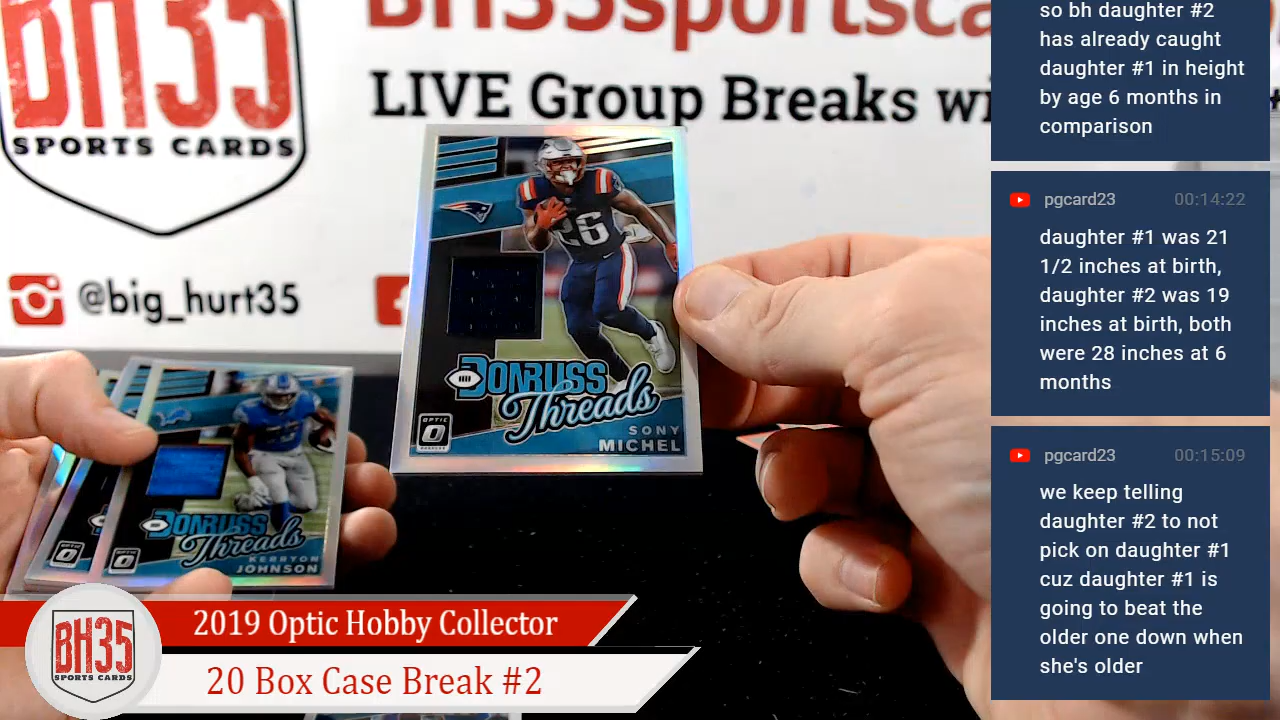 BH35sportsca
BH35
SPORTS CARDS
LIVE Group Breaks wi
@big_hurt35
26
DONRUSS
Threads
OPTIC
SONY
MICHEL
DONRUSS
Threads
OPTIC
KERRYON
JOHNSON
BH35
SPORTS CARDS
2019 Optic Hobby Collector
20 Box Case Break #2
so bh daughter #2
has already caught
daughter #1 in height
by age 6 months in
comparison
pgcard23 00:14:22
daughter #1 was 21
1/2 inches at birth,
daughter #2 was 19
inches at birth, both
were 28 inches at 6
months
pgcard23 00:15:09
we keep telling
daughter #2 to not
pick on daughter #1
cuz daughter #1 is
going to beat the
older one down when
she's older